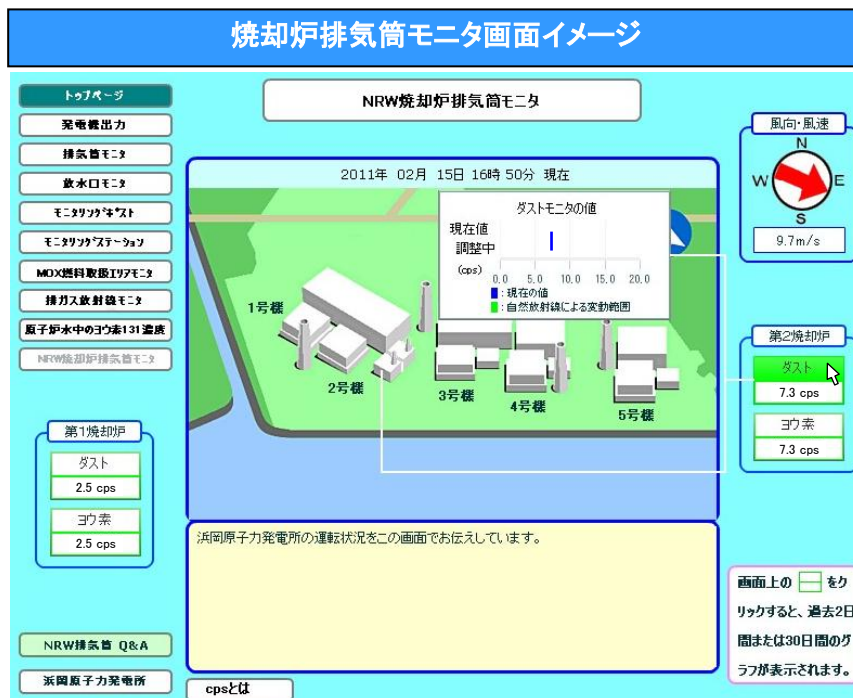 焼却炉排気筒モニタ画面イメージ
トップページ
発電機出力
排気筒モニタ
放水口モニタ
モニタリングポスト
モニタリングステーション
MOX燃料取扱エリアモニタ
排ガス放射線モニタ
原子炉水中のヨウ素131濃度
NRW焼却炉排気筒モニタ
NRW焼却炉排気筒モニタ
2011年 02月 15日 16時 50分 現在
ダストモニタの値
現在値
調整中
(cps)
0.0 5.0 10.0 15.0 20.0
:現在の値
:自然放射線による変動範囲
1号機
2号機
3号機
4号機
5号機
風向・風速
N
W E
S
9.7m/s
第1焼却炉
ダスト
2.5 cps
ヨウ素
2.5 cps
第2焼却炉
ダスト
7.3 cps
ヨウ素
7.3 cps
浜岡原子力発電所の運転状況をこの画面でお伝えしています。
画面上の をク
リックすると、過去2日
間または30日間のグ
ラフが表示されます。
NRW排気筒 Q&A
浜岡原子力発電所
cpsとは